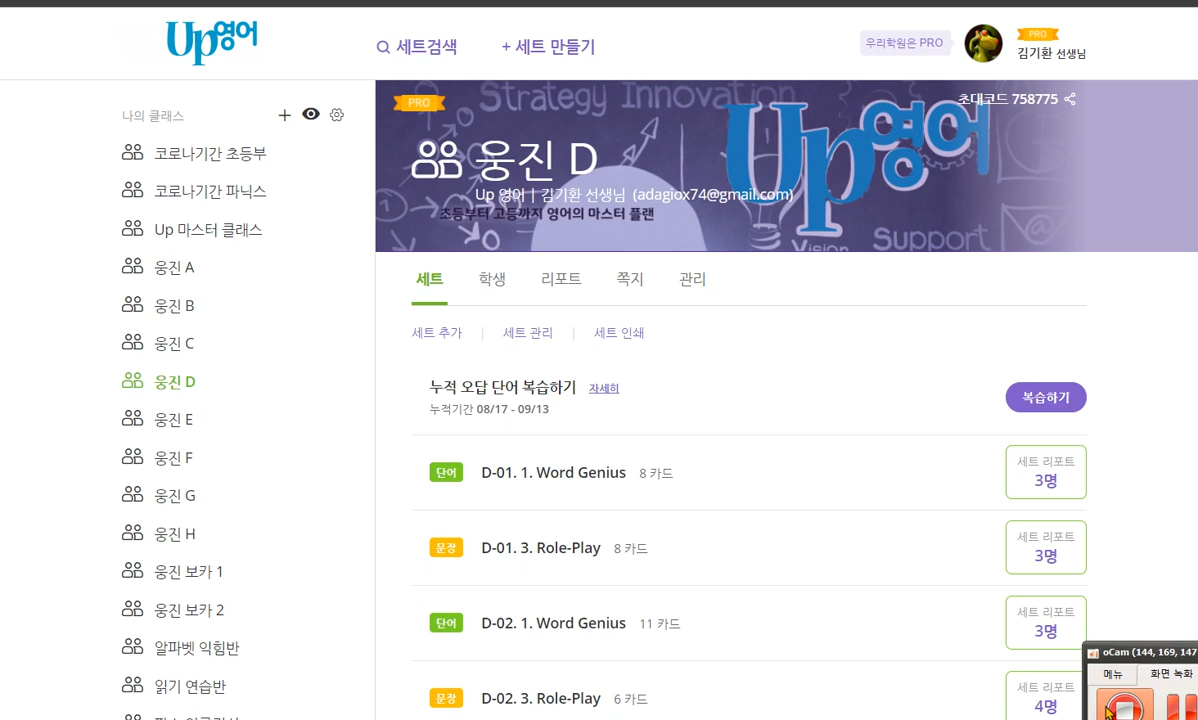 Up영어
세트검색
+ 세트 만들기
우리학원은 PRO
PRO
김기환 선생님
나의 클래스
코로나기간 초등부
코로나기간 파닉스
Up 마스터 클래스
웅진 A
웅진 B
웅진 C
웅진 D
웅진 E
웅진 F
웅진 G
웅진 H
웅진 보카 1
웅진 보카 2
알파벳 익힘반
읽기 연습반
PRO
Strategy Innovation
초대코드 758775
Up영어
웅진 D
Up 영어 | 김기환 선생님 (adagiox74@gmail.com)
초등부터 고등까지 영어의 마스터 플랜
Vision
Support
세트
학생
리포트
쪽지
관리
세트 추가
세트 관리
세트 인쇄
누적 오답 단어 복습하기 자세히
누적기간 08/17 - 09/13
복습하기
단어 D-01. 1. Word Genius 8 카드
세트 리포트
3명
문장 D-01. 3. Role-Play 8 카드
세트 리포트
3명
단어 D-02. 1. Word Genius 11 카드
세트 리포트
3명
문장 D-02. 3. Role-Play 6 카드
세트 리포트
4명
oCam (144, 169, 147
메뉴
화면 녹화